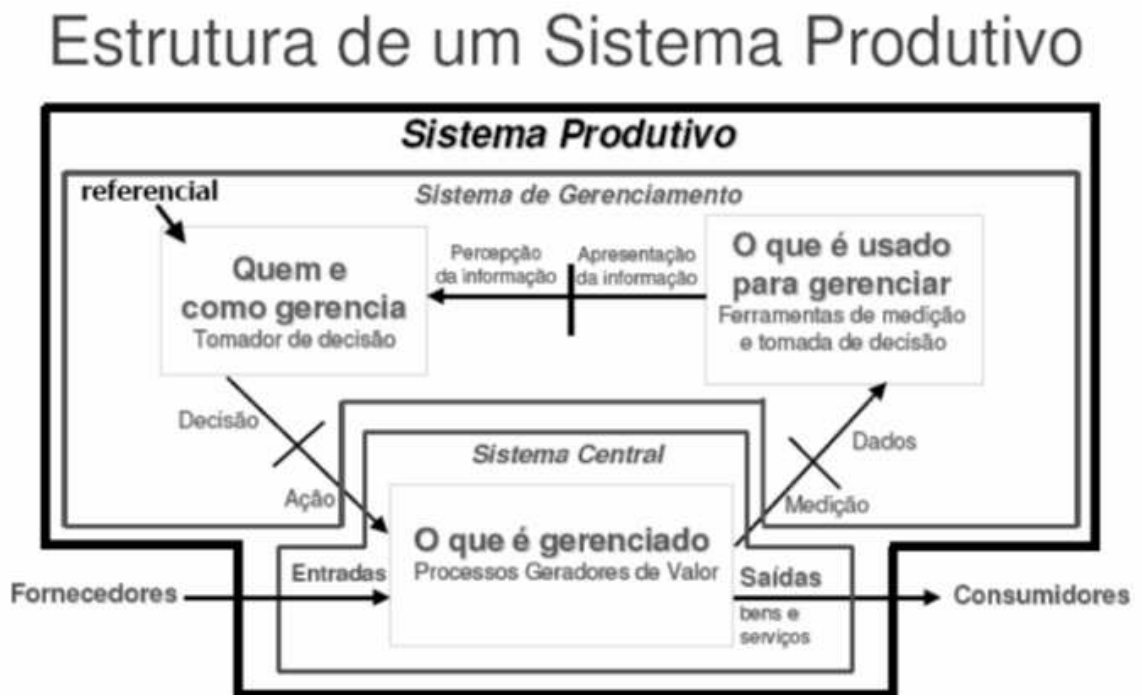 Estrutura de um Sistema Produtivo
Sistema Produtivo
referencial
Sistema de Gerenciamento
Quem e
como gerencia
Tomador de decisão
Percepção
da informação
Apresentação
da informação
O que é usado
para gerenciar
Ferramentas de medição
e tomada de decisão
Decisão
Ação
Dados
Medição
Sistema Central
O que é gerenciado
Processos Geradores de Valor
Fornecedores
Entradas
Saídas
bens e
serviços
Consumidores